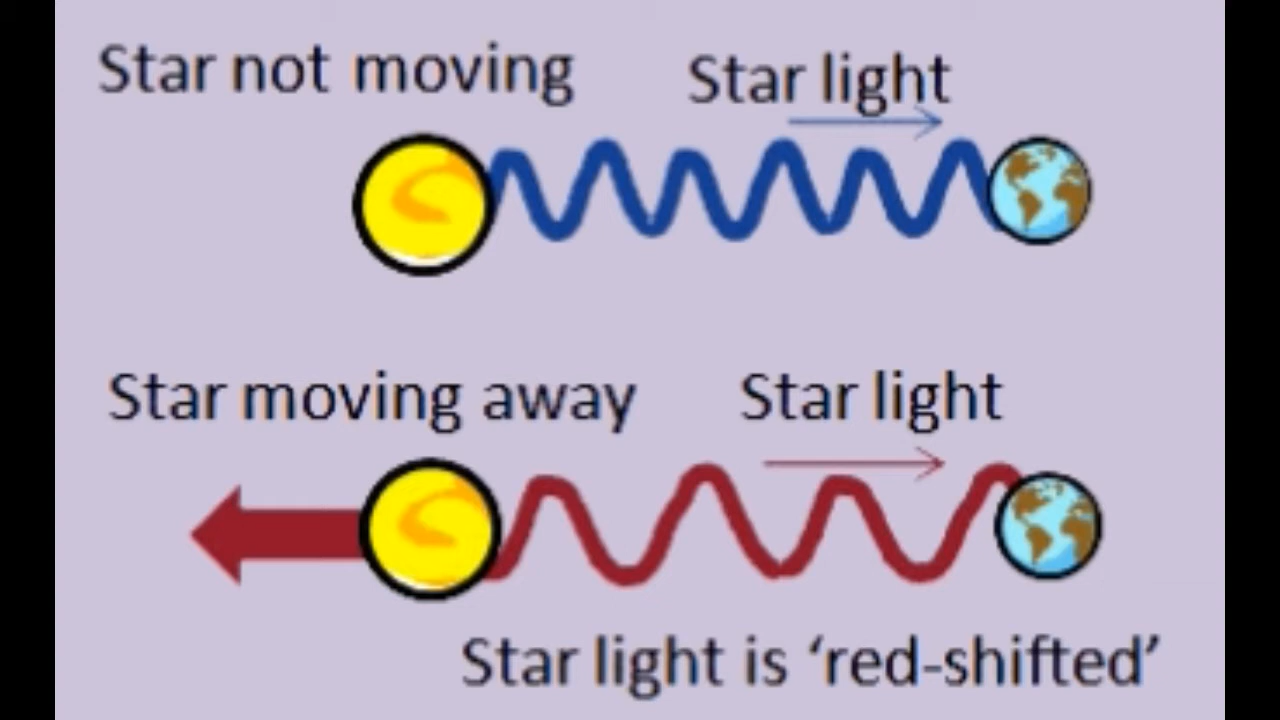 Star not moving
Star light
Star moving away
Star light
Star light is ‘red-shifted’